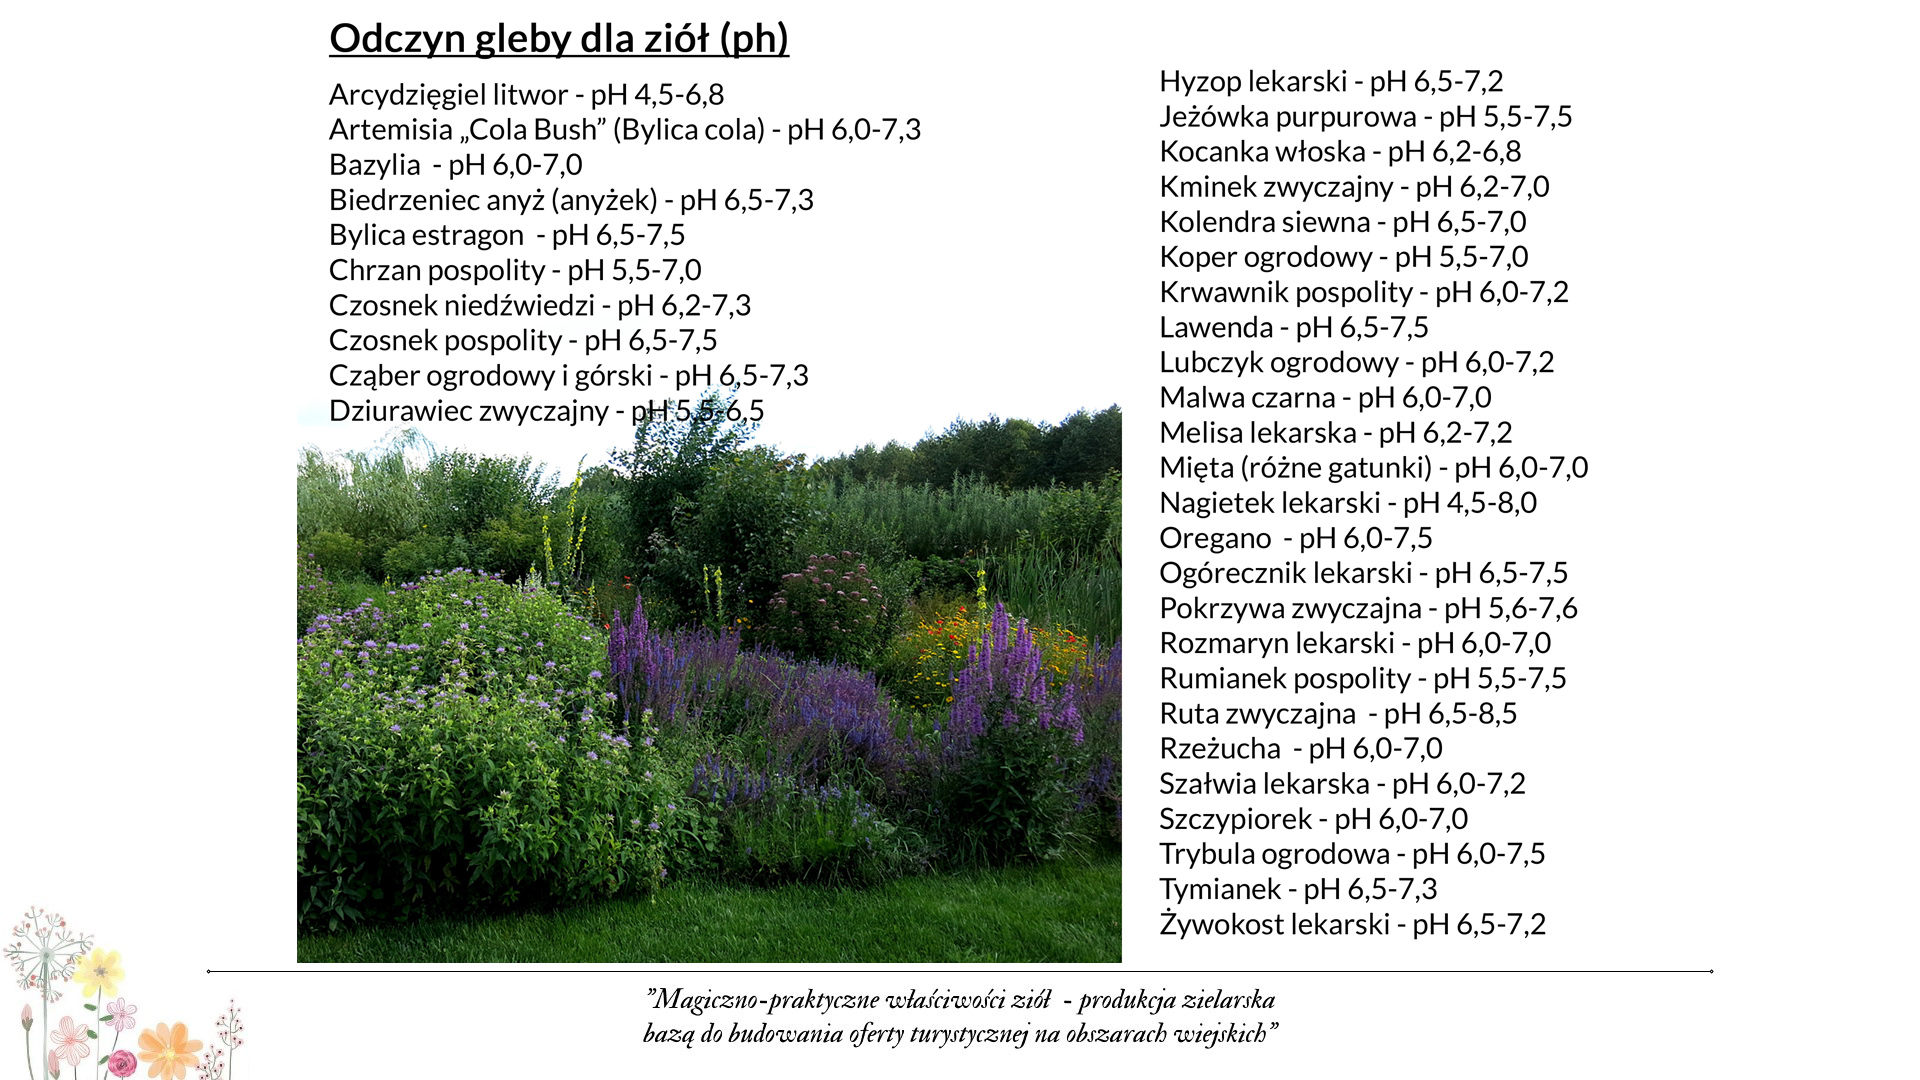 Odczyn gleby dla ziół (ph)
Arcydzięgiel litwor - pH 4,5-6,8
Artemisia „Cola Bush” (Bylica cola) - pH 6,0-7,3
Bazylia  - pH 6,0-7,0
Biedrzeniec anyż (anyżek) - pH 6,5-7,3
Bylica estragon  - pH 6,5-7,5
Chrzan pospolity - pH 5,5-7,0
Czosnek niedźwiedzi - pH 6,2-7,3
Czosnek pospolity - pH 6,5-7,5
Cząber ogrodowy i górski - pH 6,5-7,3
Dziurawiec zwyczajny - pH 5,5-6,5
Hyzop lekarski - pH 6,5-7,2
Jeżówka purpurowa - pH 5,5-7,5
Kocanka włoska - pH 6,2-6,8
Kminek zwyczajny - pH 6,2-7,0
Kolendra siewna - pH 6,5-7,0
Koper ogrodowy - pH 5,5-7,0
Krwawnik pospolity - pH 6,0-7,2
Lawenda - pH 6,5-7,5
Lubczyk ogrodowy - pH 6,0-7,2
Malwa czarna - pH 6,0-7,0
Melisa lekarska - pH 6,2-7,2
Mięta (różne gatunki) - pH 6,0-7,0
Nagietek lekarski - pH 4,5-8,0
Oregano  - pH 6,0-7,5
Ogórecznik lekarski - pH 6,5-7,5
Pokrzywa zwyczajna - pH 5,6-7,6
Rozmaryn lekarski - pH 6,0-7,0
Rumianek pospolity - pH 5,5-7,5
Ruta zwyczajna  - pH 6,5-8,5
Rzeżucha  - pH 6,0-7,0
Szałwia lekarska - pH 6,0-7,2
Szczypiorek - pH 6,0-7,0
Trybula ogrodowa - pH 6,0-7,5
Tymianek - pH 6,5-7,3
Żywokost lekarski - pH 6,5-7,2
”Magiczno-praktyczne właściwości ziół  - produkcja zielarska
bazą do budowania oferty turystycznej na obszarach wiejskich”